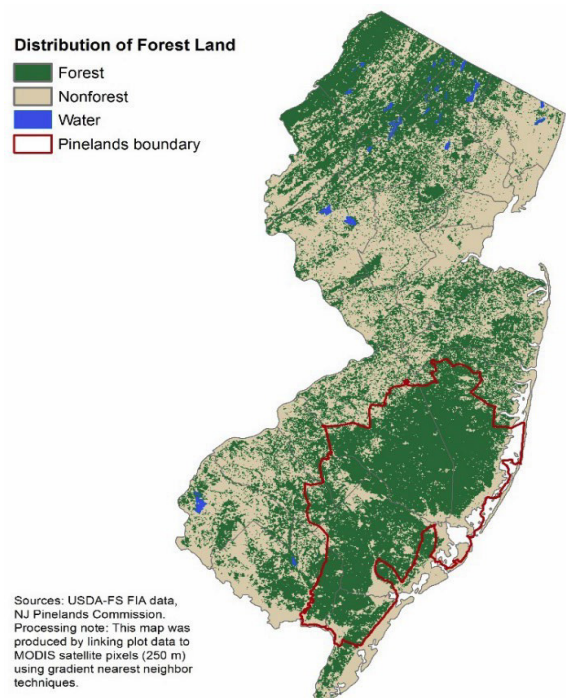 Distribution of Forest Land
Forest
Nonforest
Water
Pinelands boundary
Sources: USDA-FS FIA data,
NJ Pinelands Commission.
Processing note: This map was
produced by linking plot data to
MODIS satellite pixels (250 m)
using gradient nearest neighbor
techniques.